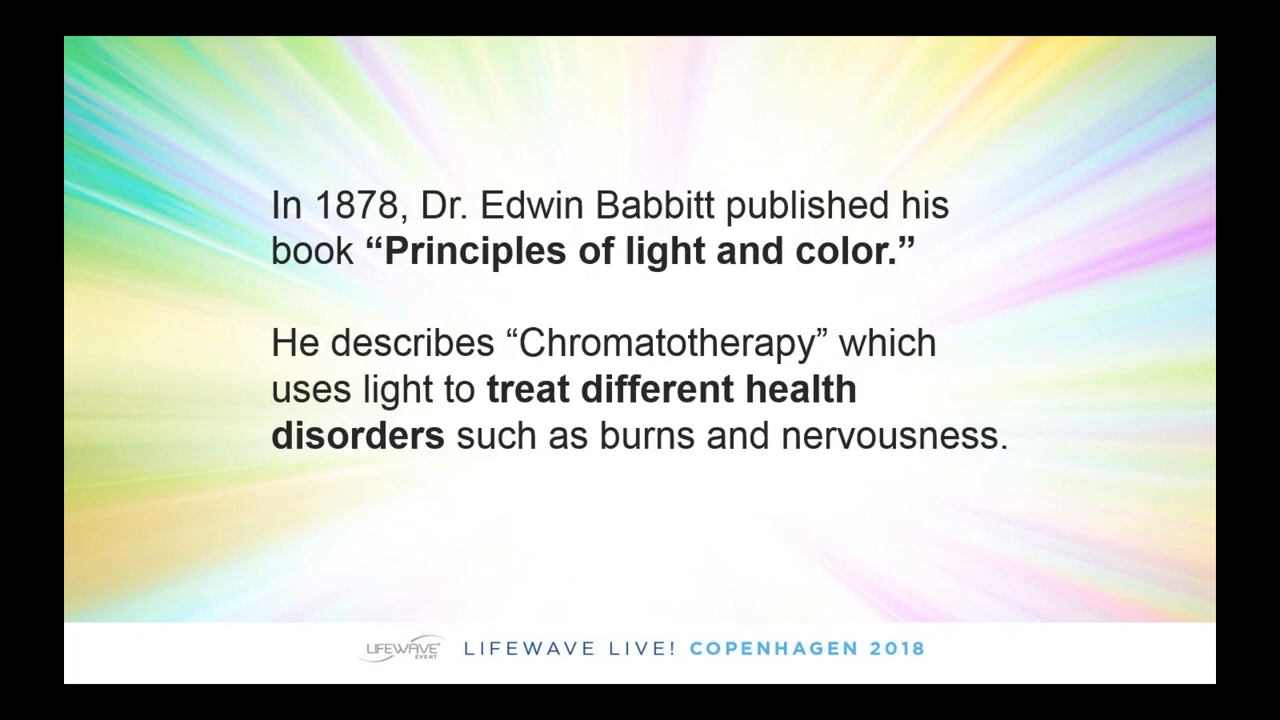 In 1878, Dr. Edwin Babbitt published his
book “Principles of light and color.”
He describes “Chromatotherapy” which
uses light to treat different health
disorders such as burns and nervousness.
LIFEWAVE®
EVENT
LIFEWAVE LIVE! COPENHAGEN 2018